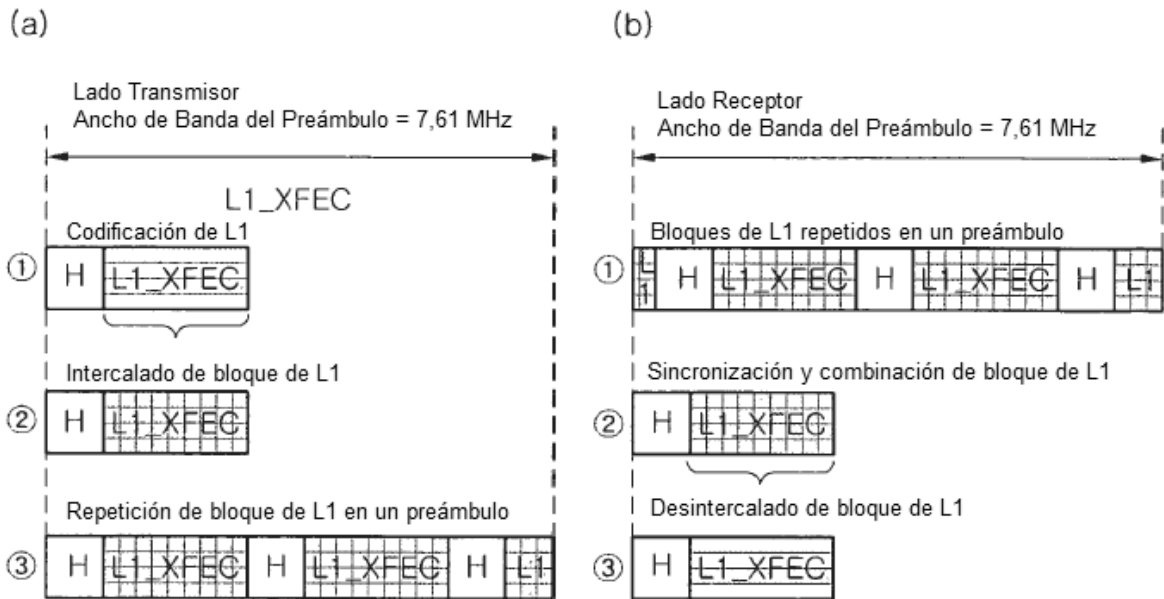 (a)
Lado Transmisor
Ancho de Banda del Preámbulo = 7,61 MHz
L1_XFEC
Codificación de L1
① H L1_XFEC
Intercalado de bloque de L1
② H L1_XFEC
Repetición de bloque de L1 en un preámbulo
③ H L1_XFEC H L1_XFEC H L1
(b)
Lado Receptor
Ancho de Banda del Preámbulo = 7,61 MHz
Bloques de L1 repetidos en un preámbulo
① L1 H L1_XFEC H L1_XFEC H L1
Sincronización y combinación de bloque de L1
② H L1_XFEC
Desintercalado de bloque de L1
③ H L1_XFEC